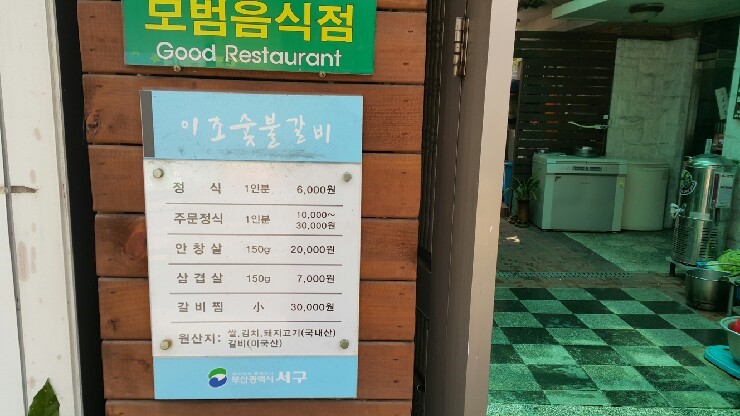 모범음식점
Good Restaurant
이조숯불갈비
정 식 1인분 6,000원
주문정식 1인분 10,000~
30,000원
안창살 150g 20,000원
삼겹살 150g 7,000원
갈비찜 小 30,000원
원산지: 쌀,김치,돼지고기(국내산)
갈비(미국산)
부산광역시 서구